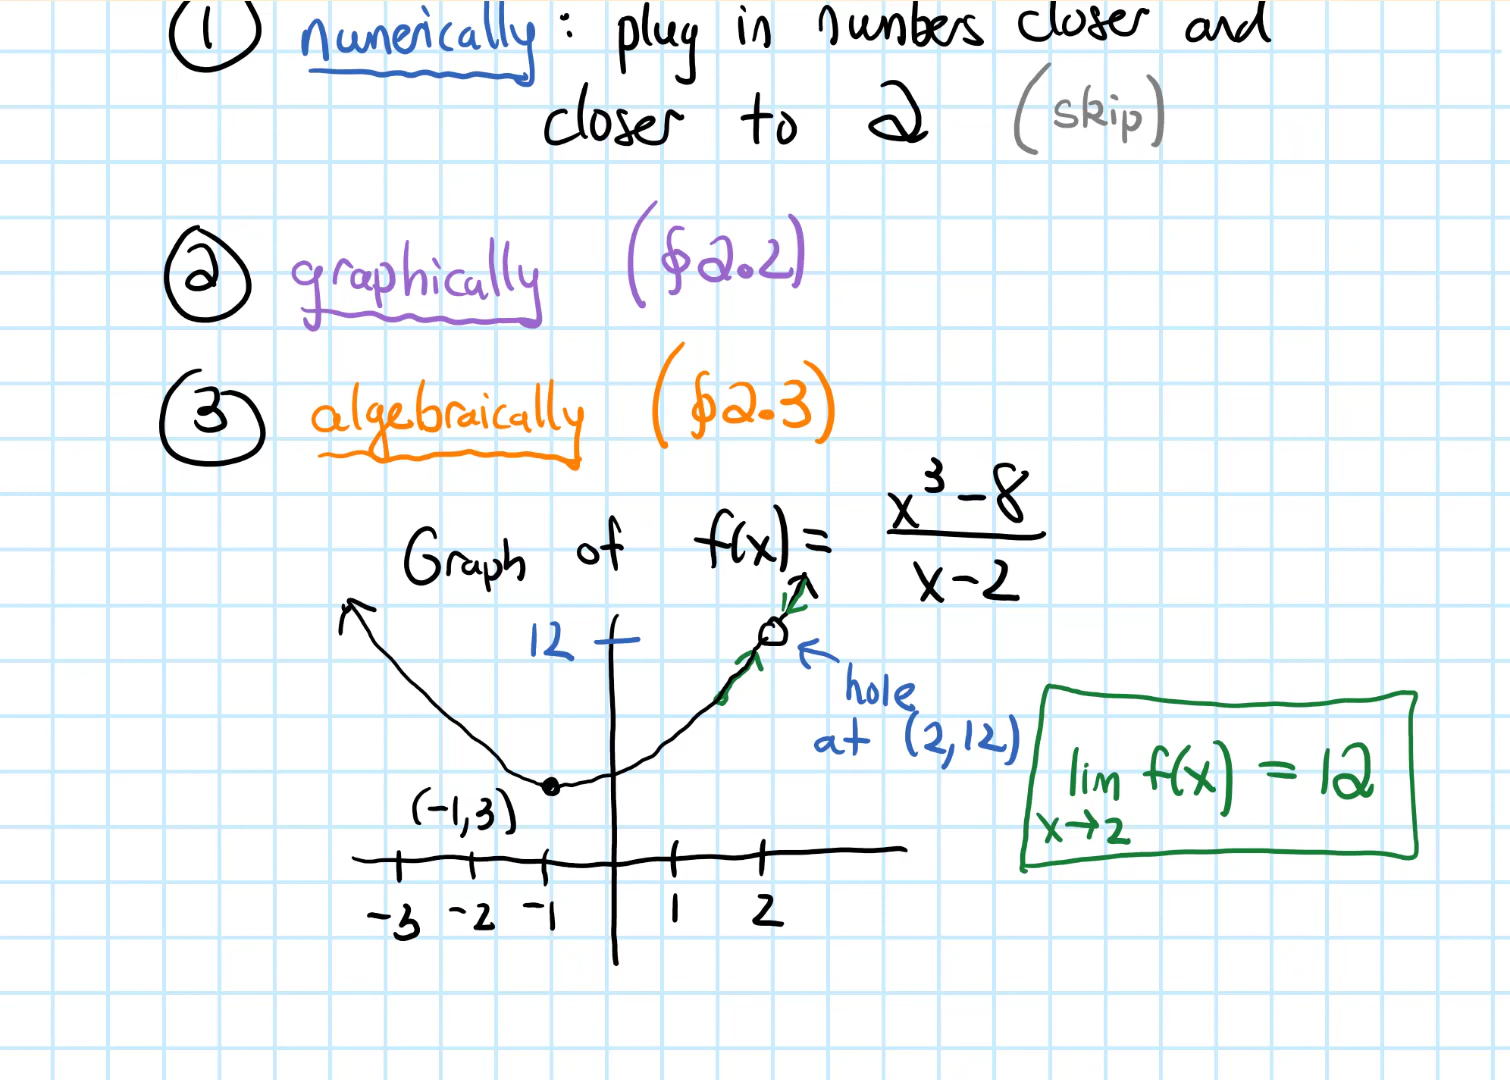 ① numerically: plug in numbers closer and
closer to 2 (skip)
② graphically (§2.2)
③ algebraically (§2.3)
Graph of f(x) = \frac{x^3-8}{x-2}
12
hole
at (2,12)
lim f(x) = 12
x→2
(-1,3)
-3 -2 -1 1 2